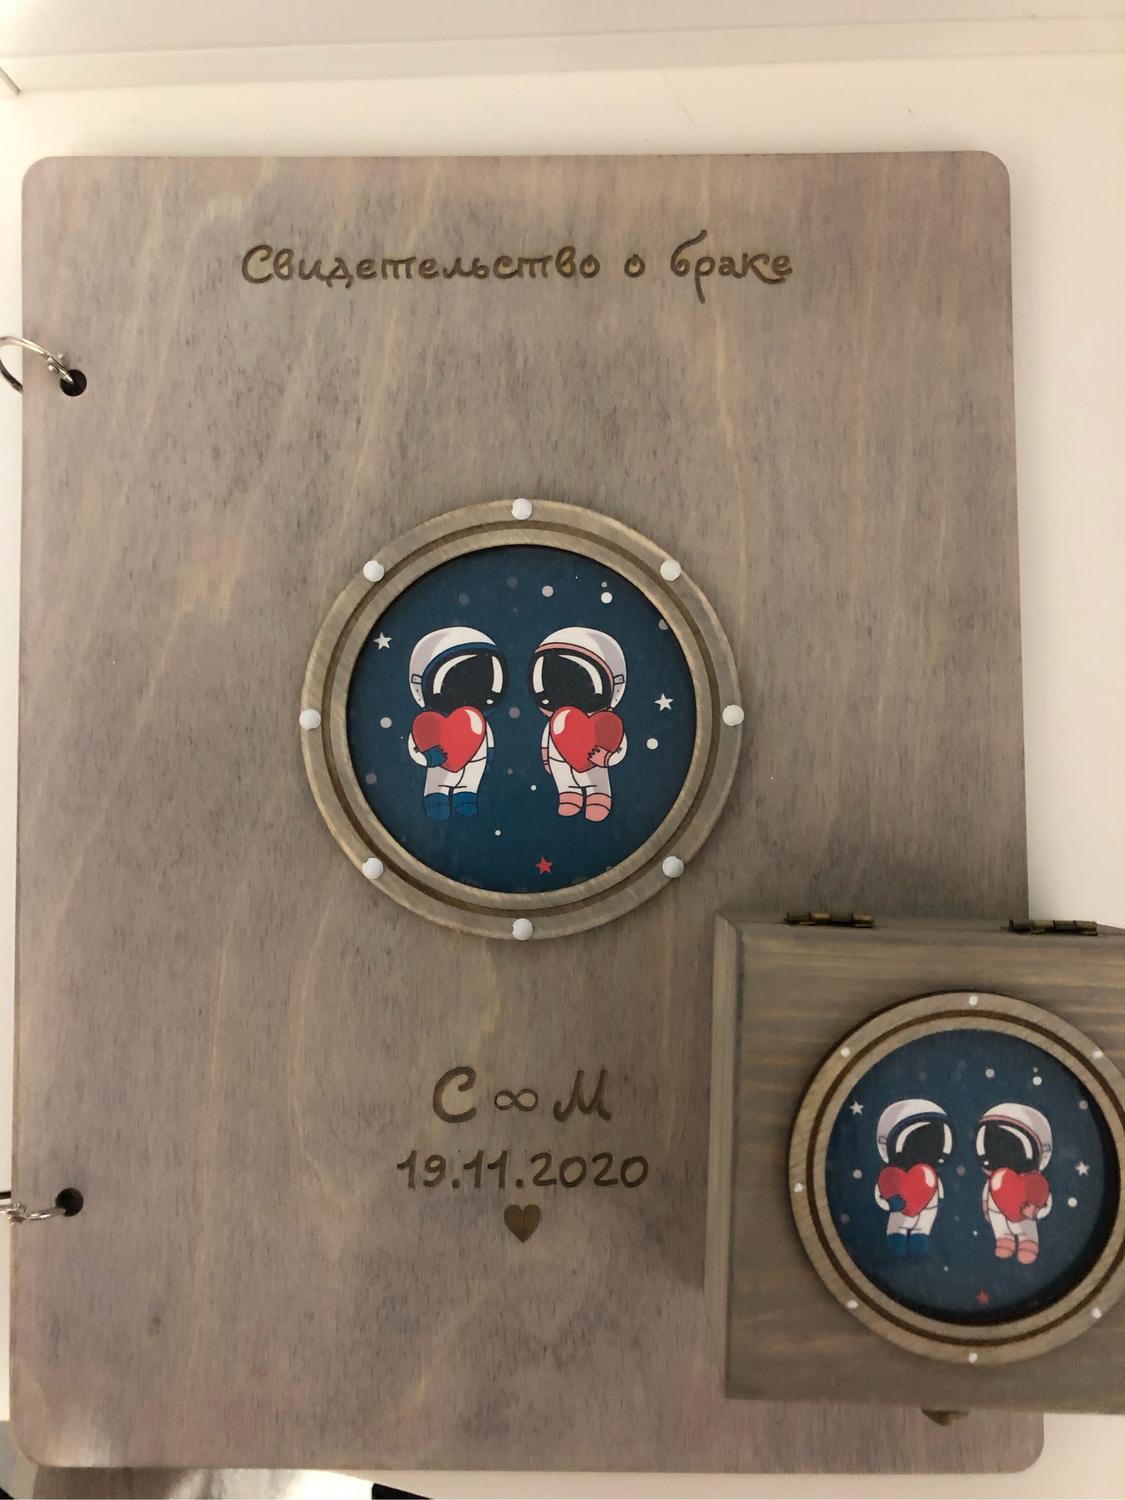 Свидетельство о браке
С ∞ М
19.11.2020